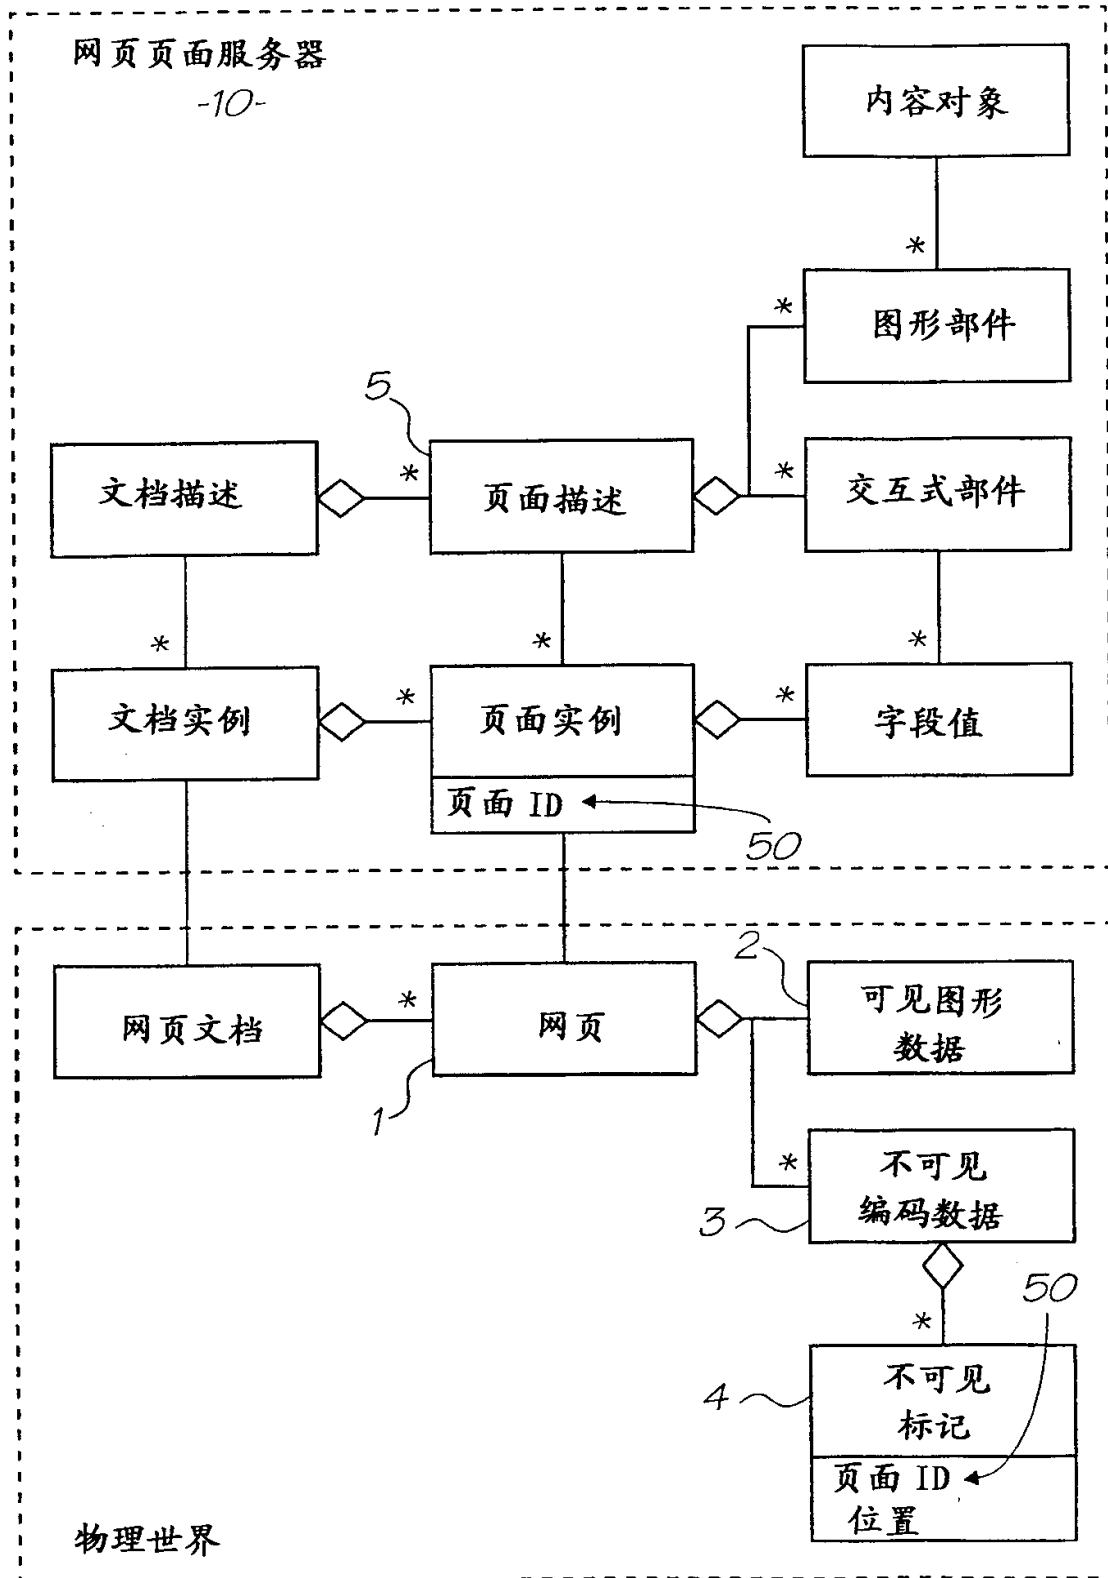 网页页面服务器
-10-
内容对象
*
*
图形部件
5
文档描述
*
页面描述
*
交互式部件
*
*
*
文档实例
*
页面实例
*
字段值
页面 ID
50
2
网页文档
*
网页
可见图形
数据
1
*
不可见
编码数据
3
50
*
4
不可见
标记
页面 ID
位置
物理世界